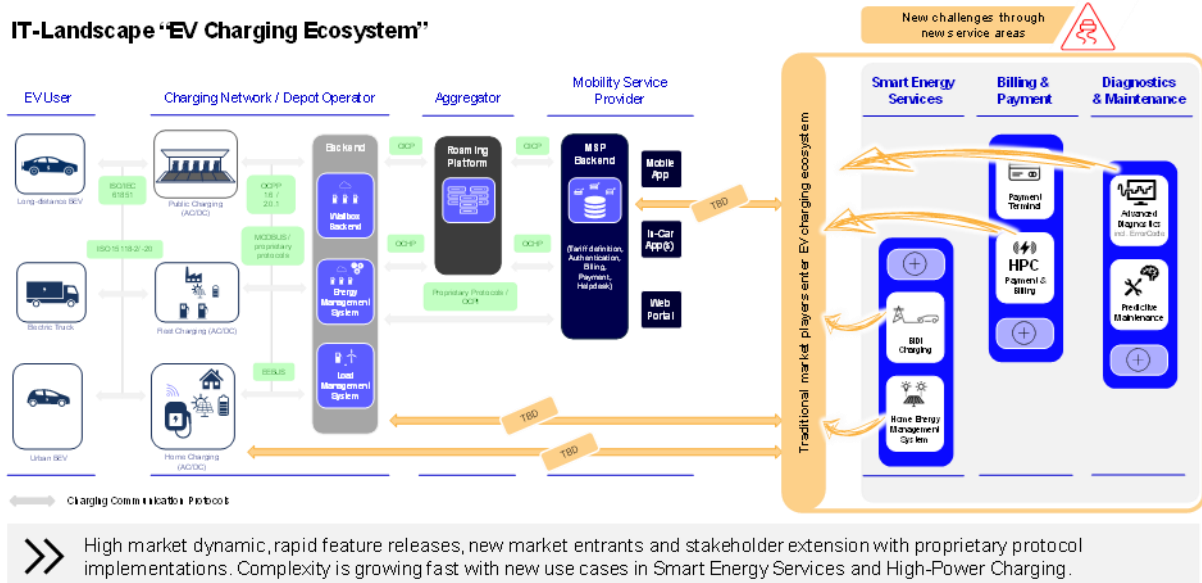 IT-Landscape "EV Charging Ecosystem"
New challenges through
new service areas
EV User
Charging Network / Depot Operator
Aggregator
Mobility Service
Provider
Smart Energy
Services
Billing &
Payment
Diagnostics
& Maintenance
Long-distance BEV
Electric Truck
Urban BEV
ISO/IEC
61851
ISO15118-2/-20
Public Charging
(AC/DC)
Fleet Charging (AC/DC)
Home Charging
(AC/DC)
OCPP
1.6 /
2.0.1
MODBUS /
proprietary
protocols
EEBUS
Backend
Wallbox
Backend
Energy
Management
System
Load
Management
System
OICP
OCHP
Roaming
Platform
Proprietary Protocols /
OCPI
OICP
OCHP
MSP
Backend
(Tariff definition,
Authentication,
Billing,
Payment,
Helpdesk)
Mobile
App
In-Car
App(s)
Web
Portal
TBD
TBD
TBD
Traditional market players enter EV charging ecosystem
BIDI
Charging
Home Energy
Management
System
Payment
Terminal
HPC
Payment &
Billing
Advanced
Diagnostics
incl. ErrorCode
Predictive
Maintenance
Charging Communication Protocols
High market dynamic, rapid feature releases, new market entrants and stakeholder extension with proprietary protocol
implementations. Complexity is growing fast with new use cases in Smart Energy Services and High-Power Charging.